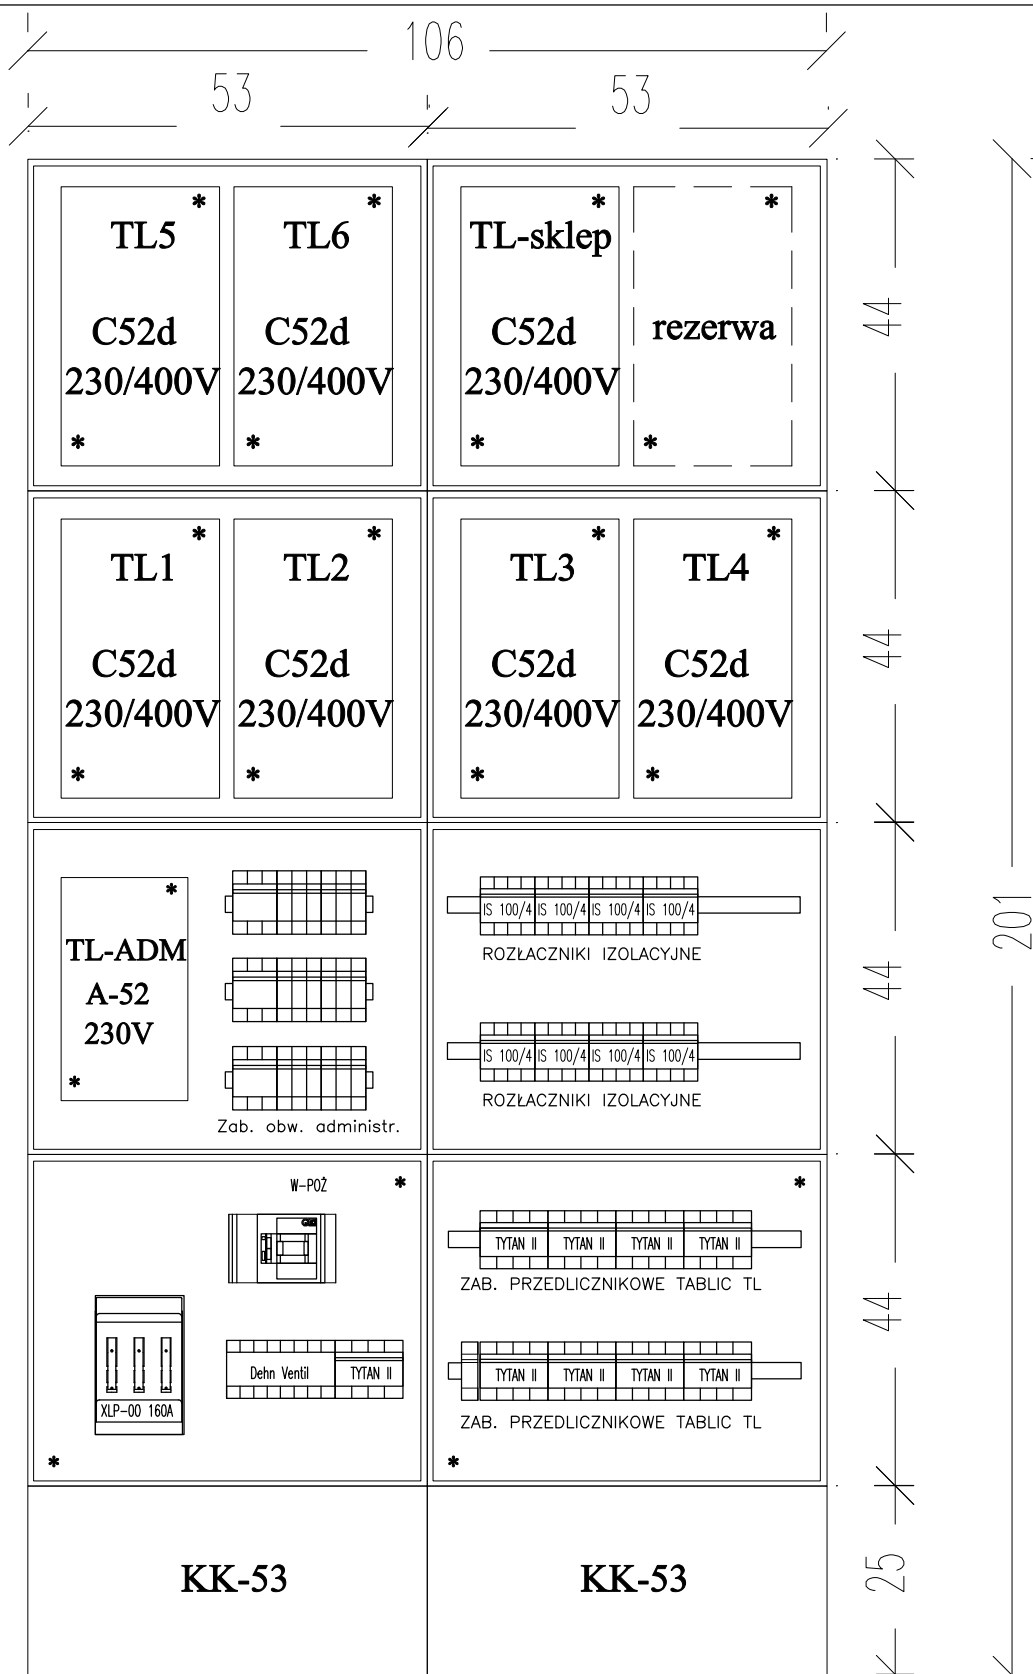 106
53
53
* * * *
TL5 TL6 TL-sklep
C52d C52d C52d rezerwa
230/400V 230/400V 230/400V
* * * *
44
* * * *
TL1 TL2 TL3 TL4
C52d C52d C52d C52d
230/400V 230/400V 230/400V 230/400V
* * * *
44
*
TL-ADM
A-52
230V
*
Zab. obw. administr.
IS 100/4 IS 100/4 IS 100/4 IS 100/4
ROZŁACZNIKI IZOLACYJNE
IS 100/4 IS 100/4 IS 100/4 IS 100/4
ROZŁACZNIKI IZOLACYJNE
44
201
W-POŻ *
XLP-00 160A
Dehn Ventil TYTAN II
*
*
TYTAN II TYTAN II TYTAN II TYTAN II
ZAB. PRZEDLICZNIKOWE TABLIC TL
TYTAN II TYTAN II TYTAN II TYTAN II
ZAB. PRZEDLICZNIKOWE TABLIC TL
*
44
KK-53 KK-53
25